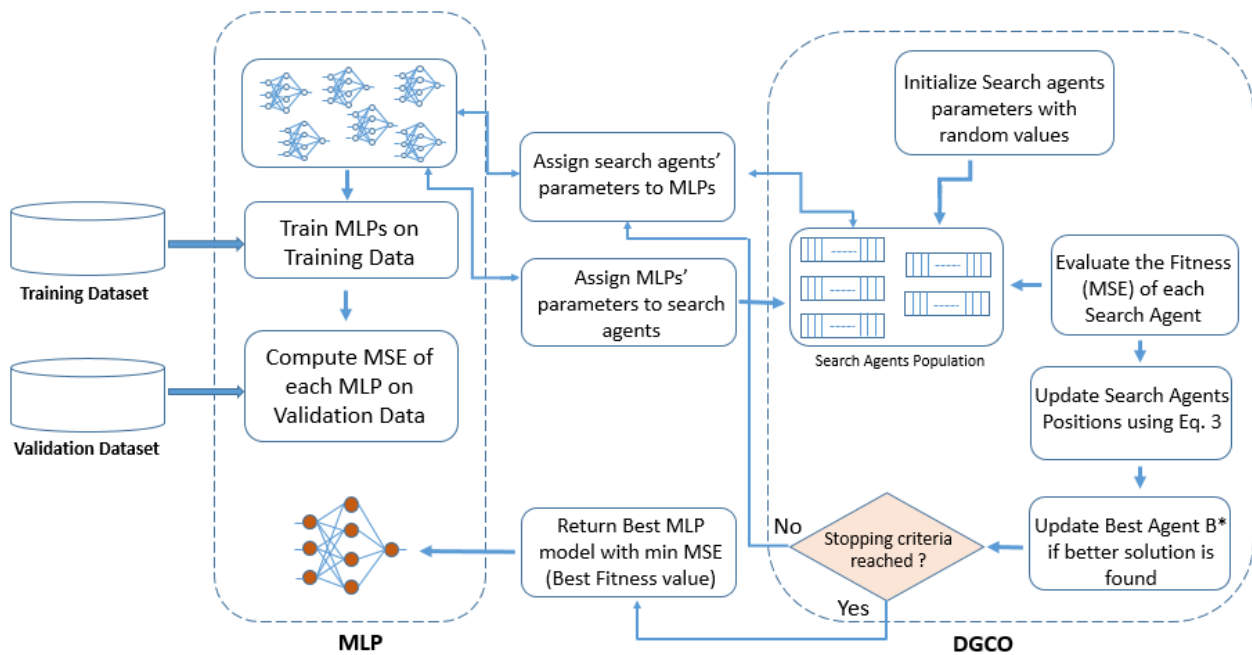 Initialize Search agents
parameters with
random values
Assign search agents’
parameters to MLPs
Train MLPs on
Training Data
Training Dataset
Assign MLPs’
parameters to search
agents
Search Agents Population
Evaluate the Fitness
(MSE) of each
Search Agent
Compute MSE of
each MLP on
Validation Data
Validation Dataset
Update Search Agents
Positions using Eq. 3
Return Best MLP
model with min MSE
(Best Fitness value)
No
Stopping criteria
reached ?
Yes
Update Best Agent B*
if better solution is
found
MLP
DGCO